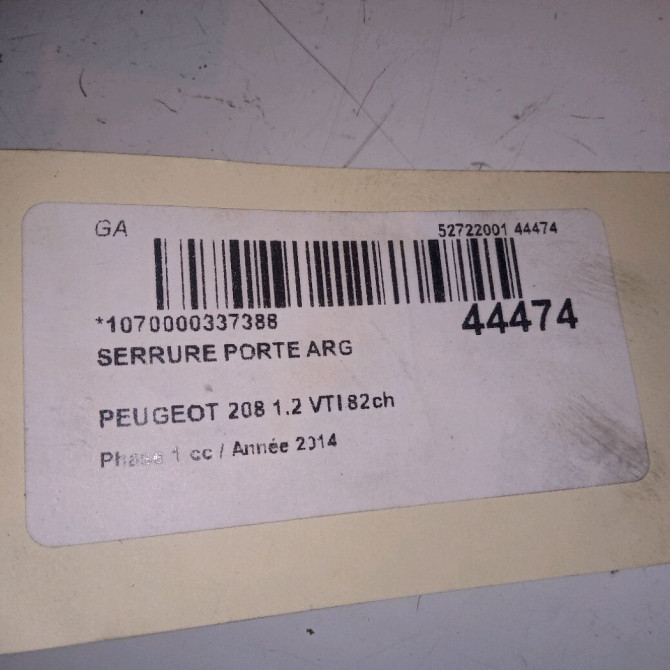 GA
52722001 44474
*1070000337388
44474
SERRURE PORTE ARG
PEUGEOT 208 1.2 VTI 82ch
Phase 1 cc / Année 2014